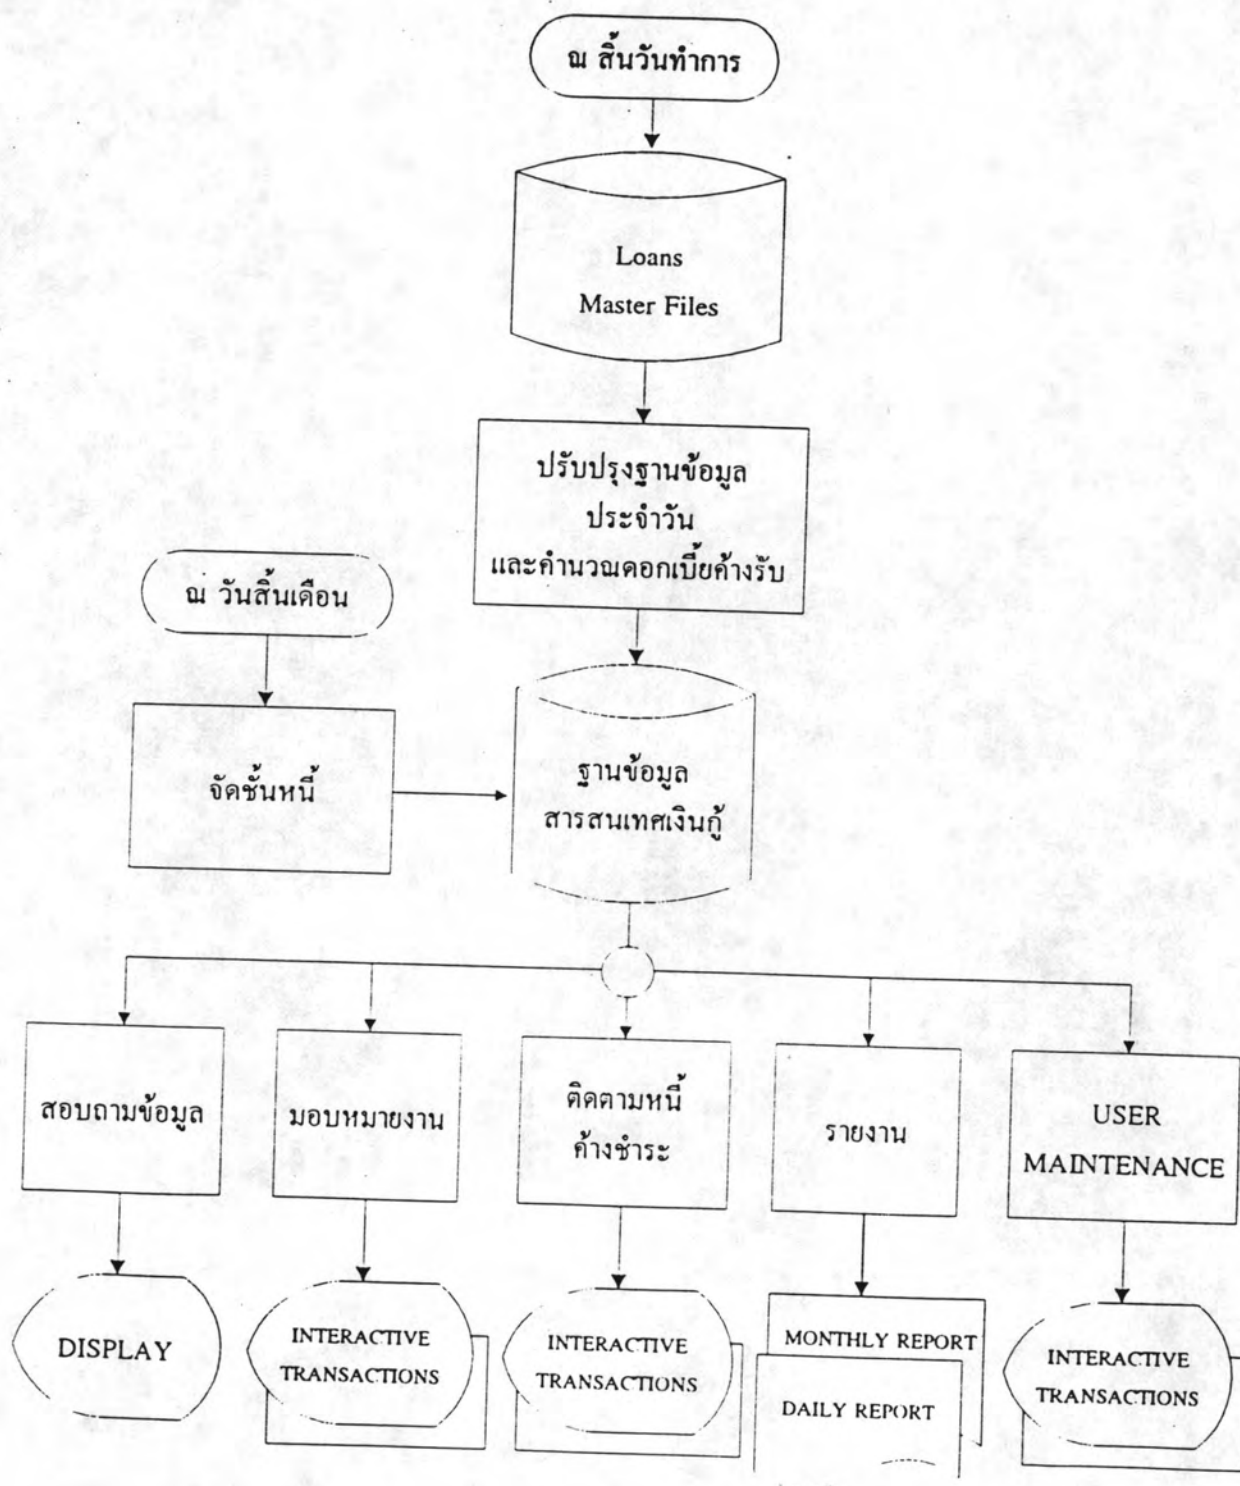 ณ สิ้นวันทำการ
Loans
Master Files
ปรับปรุงฐานข้อมูล
ประจำวัน
และคำนวณดอกเบี้ยค้างรับ
ณ วันสิ้นเดือน
จัดชั้นหนี้
ฐานข้อมูล
สารสนเทศเงินกู้
สอบถามข้อมูล
มอบหมายงาน
ติดตามหนี้
ค้างชำระ
รายงาน
USER
MAINTENANCE
DISPLAY
INTERACTIVE
TRANSACTIONS
INTERACTIVE
TRANSACTIONS
MONTHLY REPORT
DAILY REPORT
INTERACTIVE
TRANSACTIONS